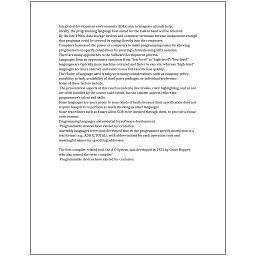 Integrated development environments (IDEs) aim to integrate all such help.
Ideally, the programming language best suited for the task at hand will be selected.
By the late 1960s, data storage devices and computer terminals became inexpensive enough
that programs could be created by typing directly into the computers.
Compilers harnessed the power of computers to make programming easier by allowing
programmers to specify calculations by entering a formula using infix notation.
There are many approaches to the Software development process.
Languages form an approximate spectrum from "low-level" to "high-level"; "low-level"
languages are typically more machine-oriented and faster to execute, whereas "high-level"
languages are more abstract and easier to use but execute less quickly.
The choice of language used is subject to many considerations, such as company policy,
suitability to task, availability of third-party packages, or individual preference.
Some of these factors include:
The presentation aspects of this (such as indents, line breaks, color highlighting, and so on)
are often handled by the source code editor, but the content aspects reflect the
programmer's talent and skills.
Some languages are more prone to some kinds of faults because their specification does not
require compilers to perform as much checking as other languages.
Some text editors such as Emacs allow GDB to be invoked through them, to provide a visual
environment.
Programming languages are essential for software development.
Programmable devices have existed for centuries.
Assembly languages were soon developed that let the programmer specify instruction in a
text format (e.g., ADD X, TOTAL), with abbreviations for each operation code and
meaningful names for specifying addresses.
The first compiler related tool, the A-0 System, was developed in 1952 by Grace Hopper,
who also coined the term 'compiler'.
Programmable devices have existed for centuries.